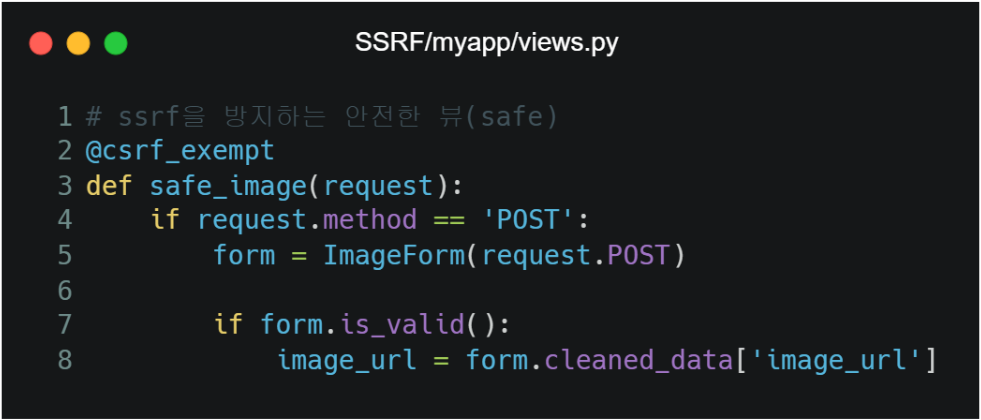 SSRF/myapp/views.py
1 # ssrf을 방지하는 안전한 뷰(safe)
2 @csrf_exempt
3 def safe_image(request):
4     if request.method == 'POST':
5         form = ImageForm(request.POST)
6
7         if form.is_valid():
8             image_url = form.cleaned_data['image_url']